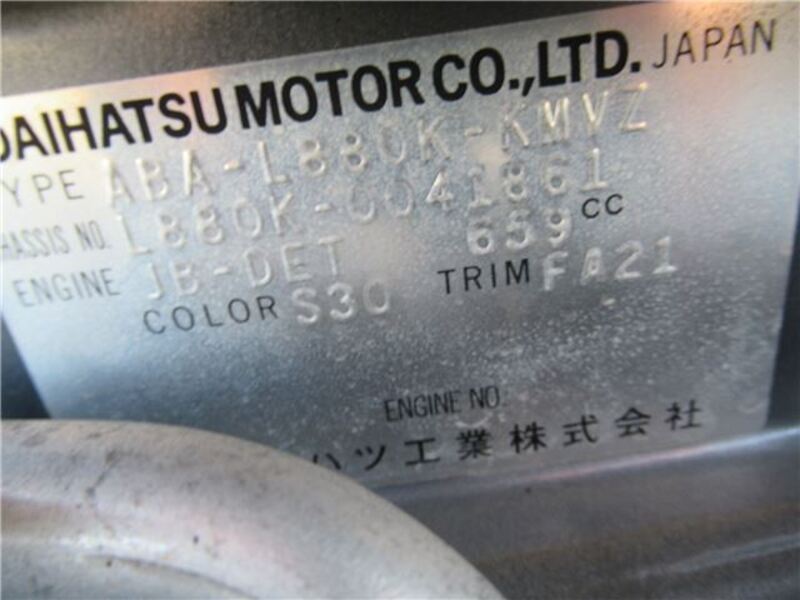 DAIHATSU MOTOR CO.,LTD. JAPAN
TYPE ABA-L880K-KMVZ
CHASSIS NO. L880K-0041861
ENGINE JB-DET 659 CC
COLOR S30 TRIM FA21
ENGINE NO.
ハツ工業株式会社